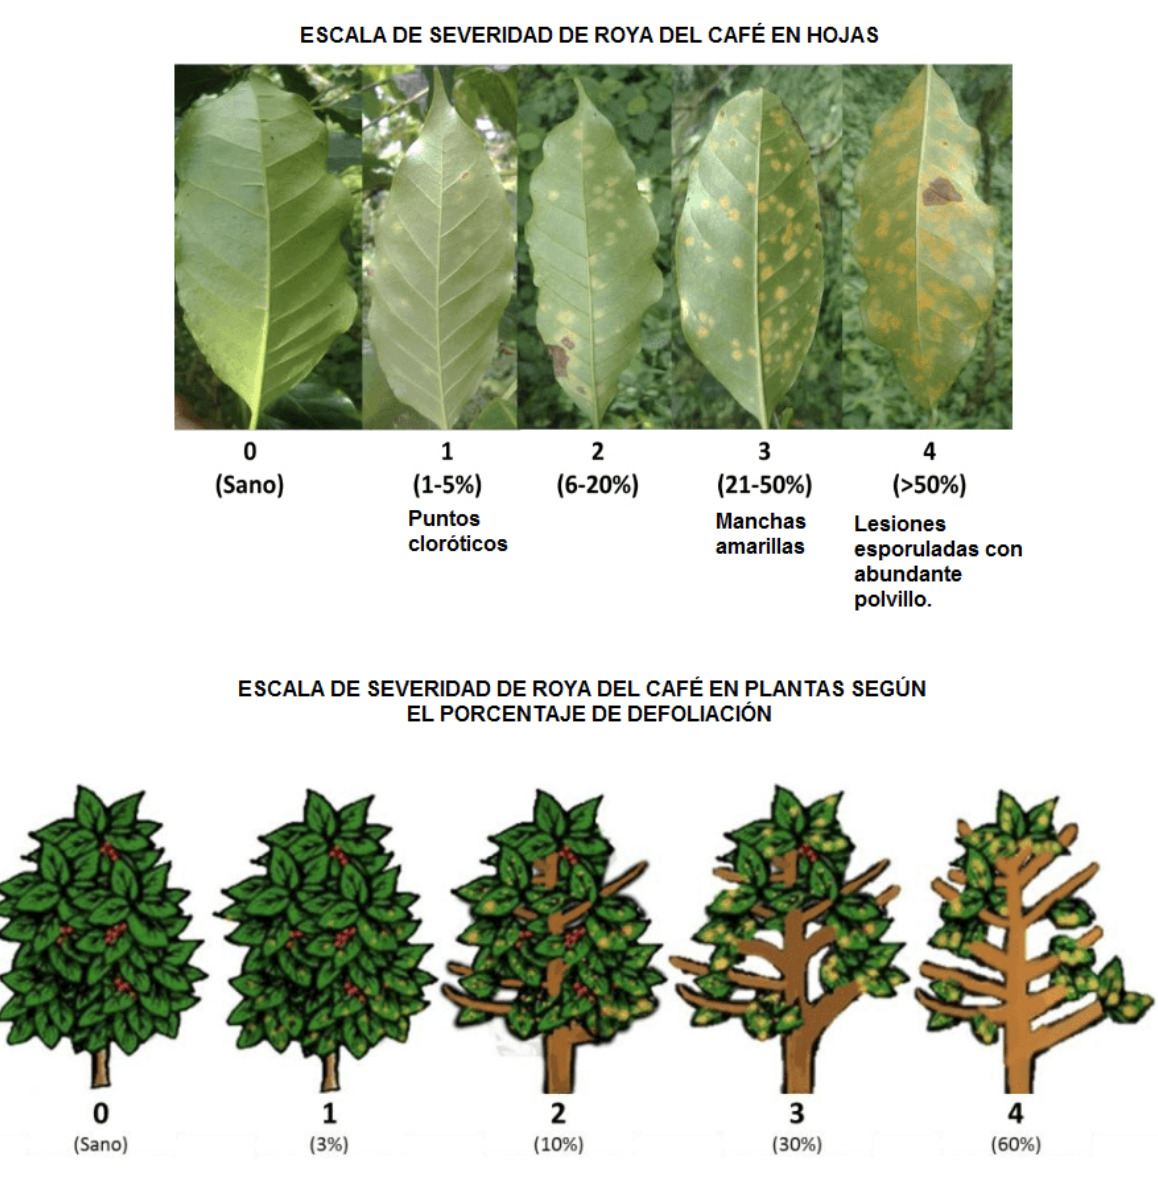 ESCALA DE SEVERIDAD DE ROYA DEL CAFÉ EN HOJAS
0
(Sano)
1
(1-5%)
Puntos
cloróticos
2
(6-20%)
3
(21-50%)
Manchas
amarillas
4
(>50%)
Lesiones
esporuladas con
abundante
polvillo.
ESCALA DE SEVERIDAD DE ROYA DEL CAFÉ EN PLANTAS SEGÚN
EL PORCENTAJE DE DEFOLIACIÓN
0
(Sano)
1
(3%)
2
(10%)
3
(30%)
4
(60%)